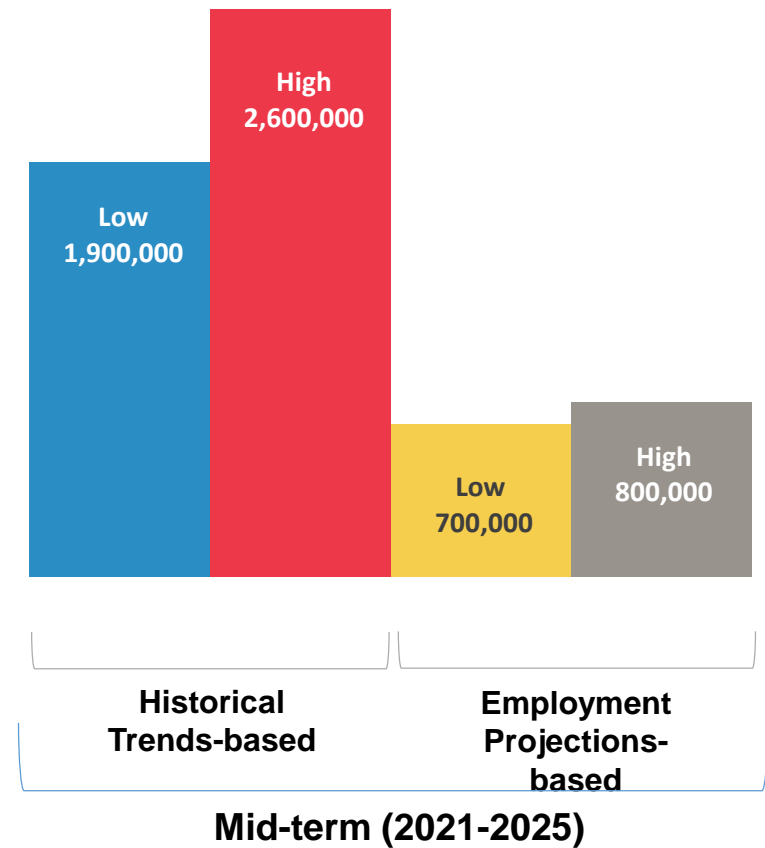 High
2,600,000
Low
1,900,000
Low
700,000
High
800,000
Historical
Trends-based
Employment
Projections-
based
Mid-term (2021-2025)